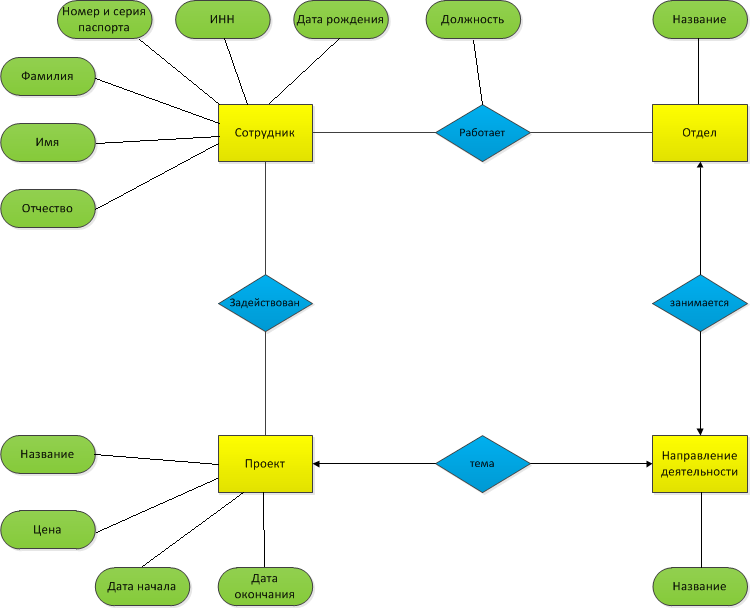 Номер и серия
паспорта
ИНН
Дата рождения
Должность
Название
Фамилия
Сотрудник
Работает
Отдел
Имя
Отчество
Задействован
занимается
Название
Проект
тема
Направление
деятельности
Цена
Дата начала
Дата
окончания
Название